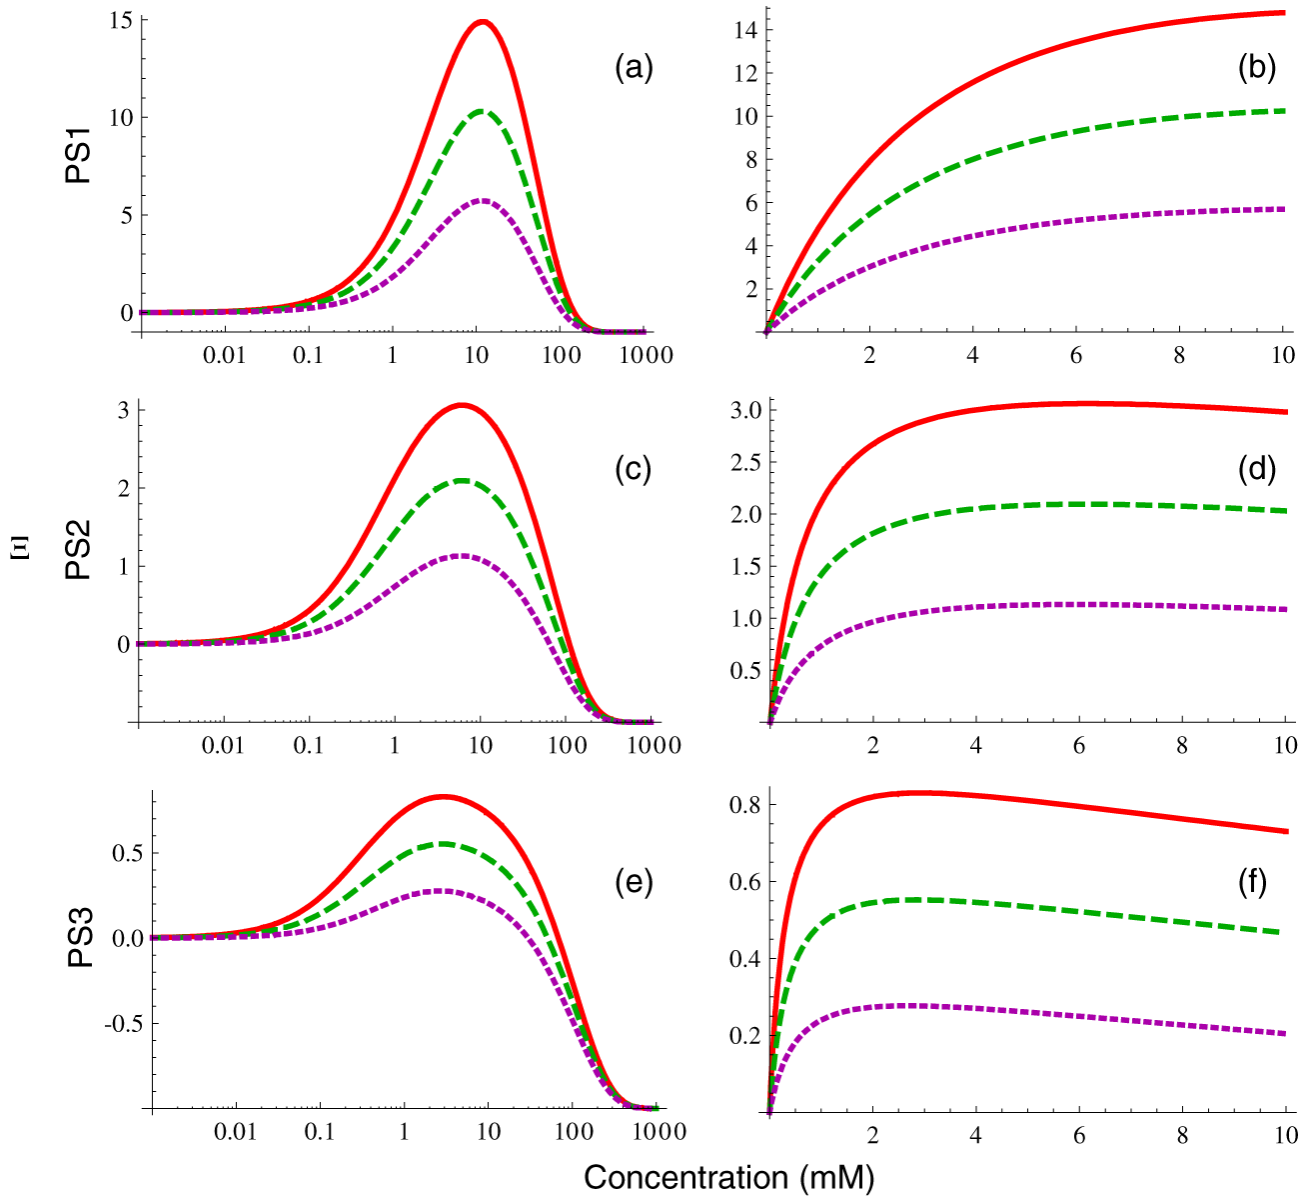 15
10
5
0
PS1
(a)
0.01 0.1 1 10 100 1000
14
12
10
8
6
4
2
(b)
2 4 6 8 10
3
2
1
0
Ξ
PS2
(c)
0.01 0.1 1 10 100 1000
3.0
2.5
2.0
1.5
1.0
0.5
(d)
2 4 6 8 10
0.5
0.0
-0.5
PS3
(e)
0.01 0.1 1 10 100 1000
0.8
0.6
0.4
0.2
(f)
2 4 6 8 10
Concentration (mM)